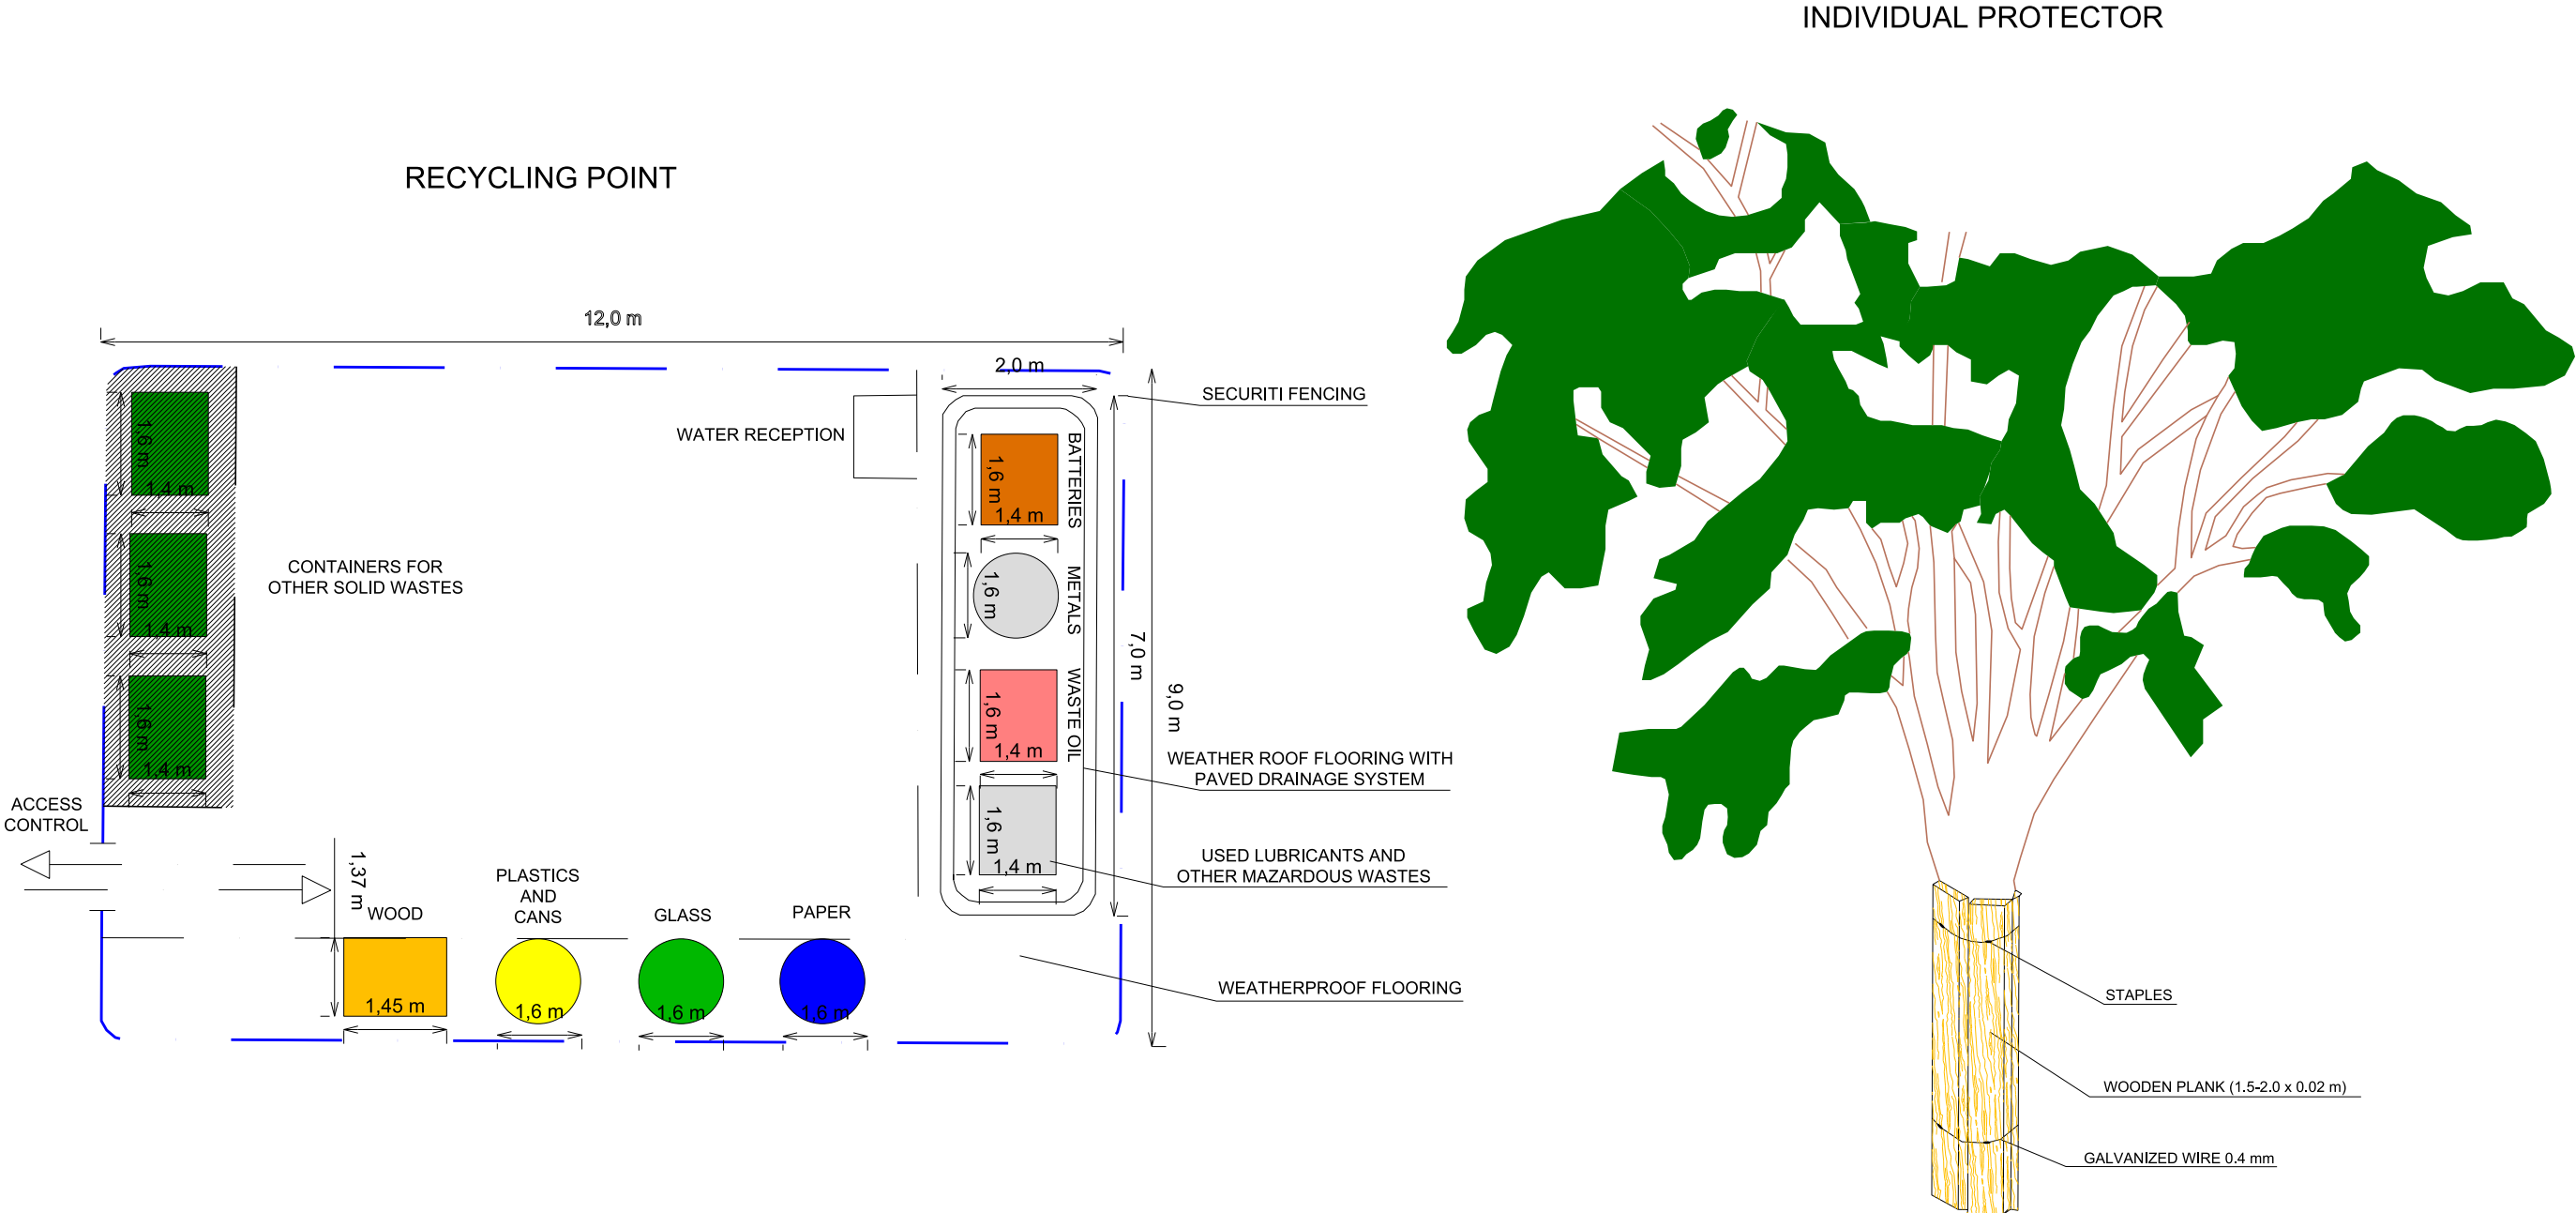 INDIVIDUAL PROTECTOR
RECYCLING POINT
12,0 m
2,0 m
SECURITI FENCING
WATER RECEPTION
1,6 m
1,4 m
1,6 m
1,4 m
1,6 m
1,4 m
CONTAINERS FOR
OTHER SOLID WASTES
BATTERIES
1,6 m
1,4 m
METALS
1,6 m
WASTE OIL
1,6 m
1,4 m
1,6 m
1,4 m
7,0 m
9,0 m
WEATHER ROOF FLOORING WITH
PAVED DRAINAGE SYSTEM
USED LUBRICANTS AND
OTHER MAZARDOUS WASTES
ACCESS
CONTROL
1,37 m
WOOD
1,45 m
PLASTICS
AND
CANS
1,6 m
GLASS
1,6 m
PAPER
1,6 m
WEATHERPROOF FLOORING
STAPLES
WOODEN PLANK (1.5-2.0 x 0.02 m)
GALVANIZED WIRE 0.4 mm